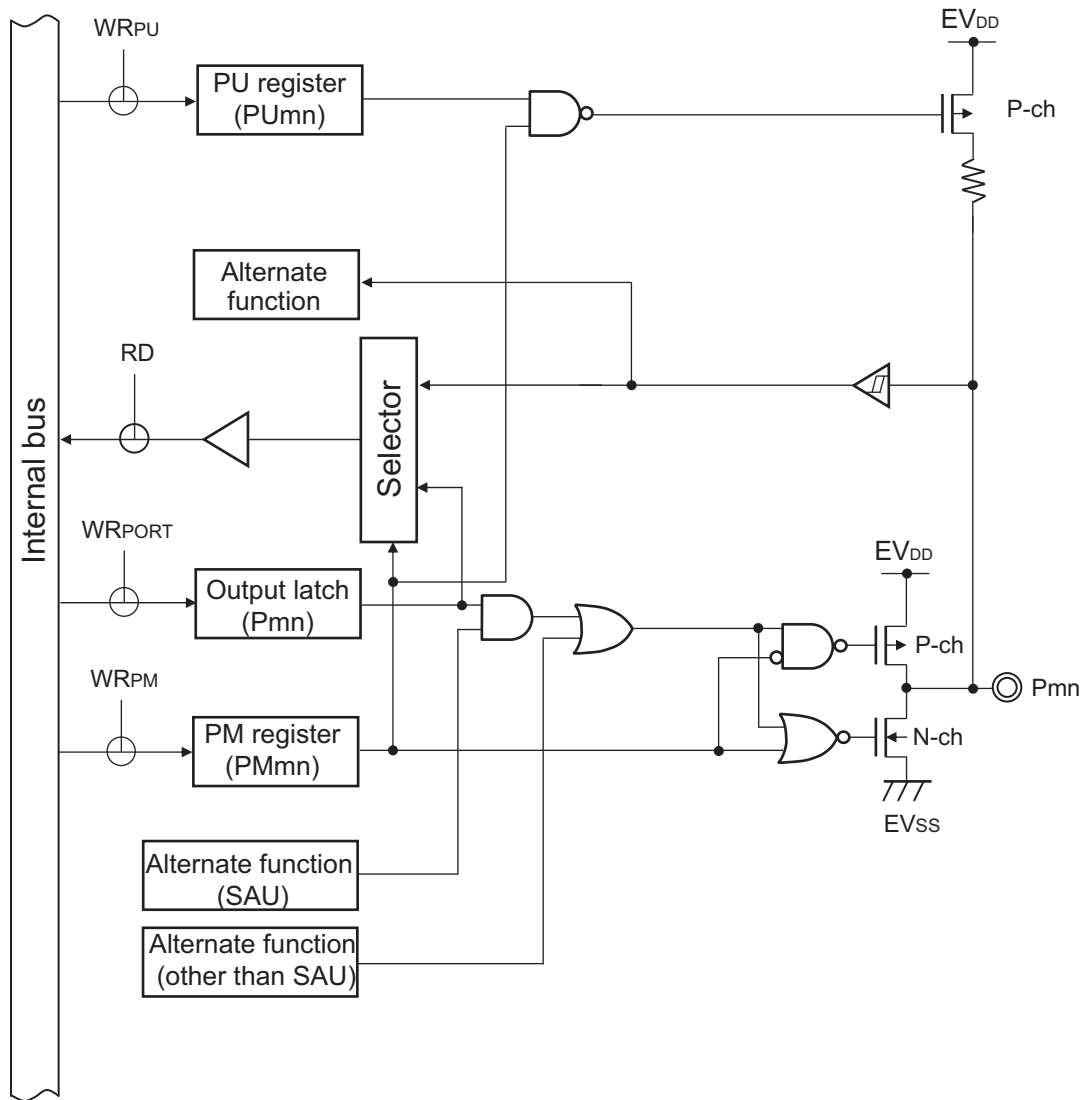 WRPU
EVDD
PU register
(PUmn)
P-ch
Alternate
function
RD
Selector
Internal bus
WRPORT
Output latch
(Pmn)
EVDD
P-ch
WRPM
Pmn
PM register
(PMmn)
N-ch
EVSS
Alternate function
(SAU)
Alternate function
(other than SAU)